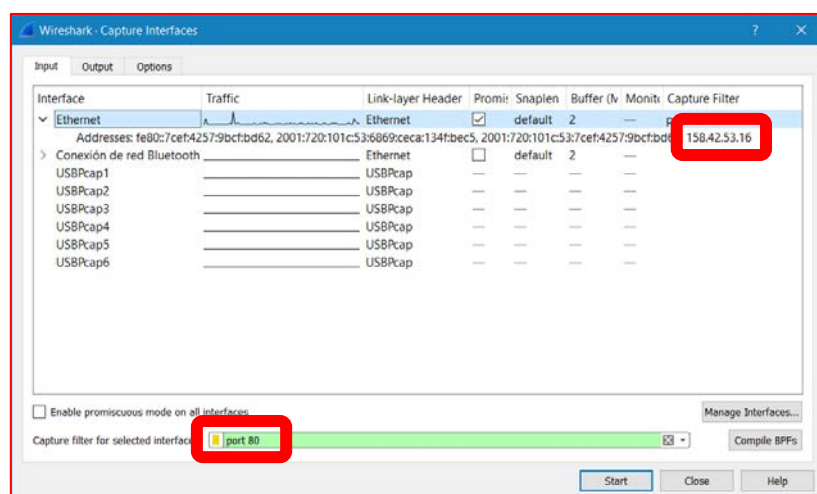 Wireshark · Capture Interfaces ? ×
Input Output Options
Interface Traffic Link-layer Header Promis Snaplen Buffer (M Monito Capture Filter
Ethernet Ethernet default 2 — p
Addresses: fe80::7cef:4257:9bcf:bd62, 2001:720:101c:53:6869:ceca:134f:bec5, 2001:720:101c:53:7cef:4257:9bcf:bd6 158.42.53.16
Conexión de red Bluetooth Ethernet default 2 —
USBPcap1 USBPcap — — —
USBPcap2 USBPcap — — —
USBPcap3 USBPcap — — —
USBPcap4 USBPcap — — —
USBPcap5 USBPcap — — —
USBPcap6 USBPcap — — —
Enable promiscuous mode on all interfaces Manage Interfaces...
Capture filter for selected interface port 80 Compile BPFs
Start Close Help